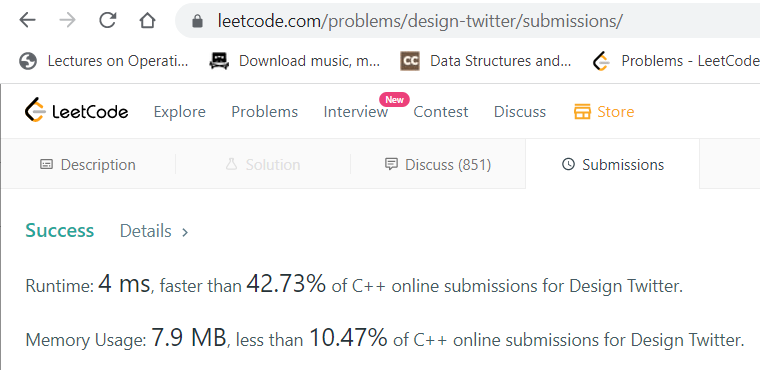 leetcode.com/problems/design-twitter/submissions/
Lectures on Operati... Download music, m... CC Data Structures and... Problems - LeetCode
LeetCode Explore Problems Interview New Contest Discuss Store
Description Solution Discuss (851) Submissions
Success Details >
Runtime: 4 ms, faster than 42.73% of C++ online submissions for Design Twitter.
Memory Usage: 7.9 MB, less than 10.47% of C++ online submissions for Design Twitter.